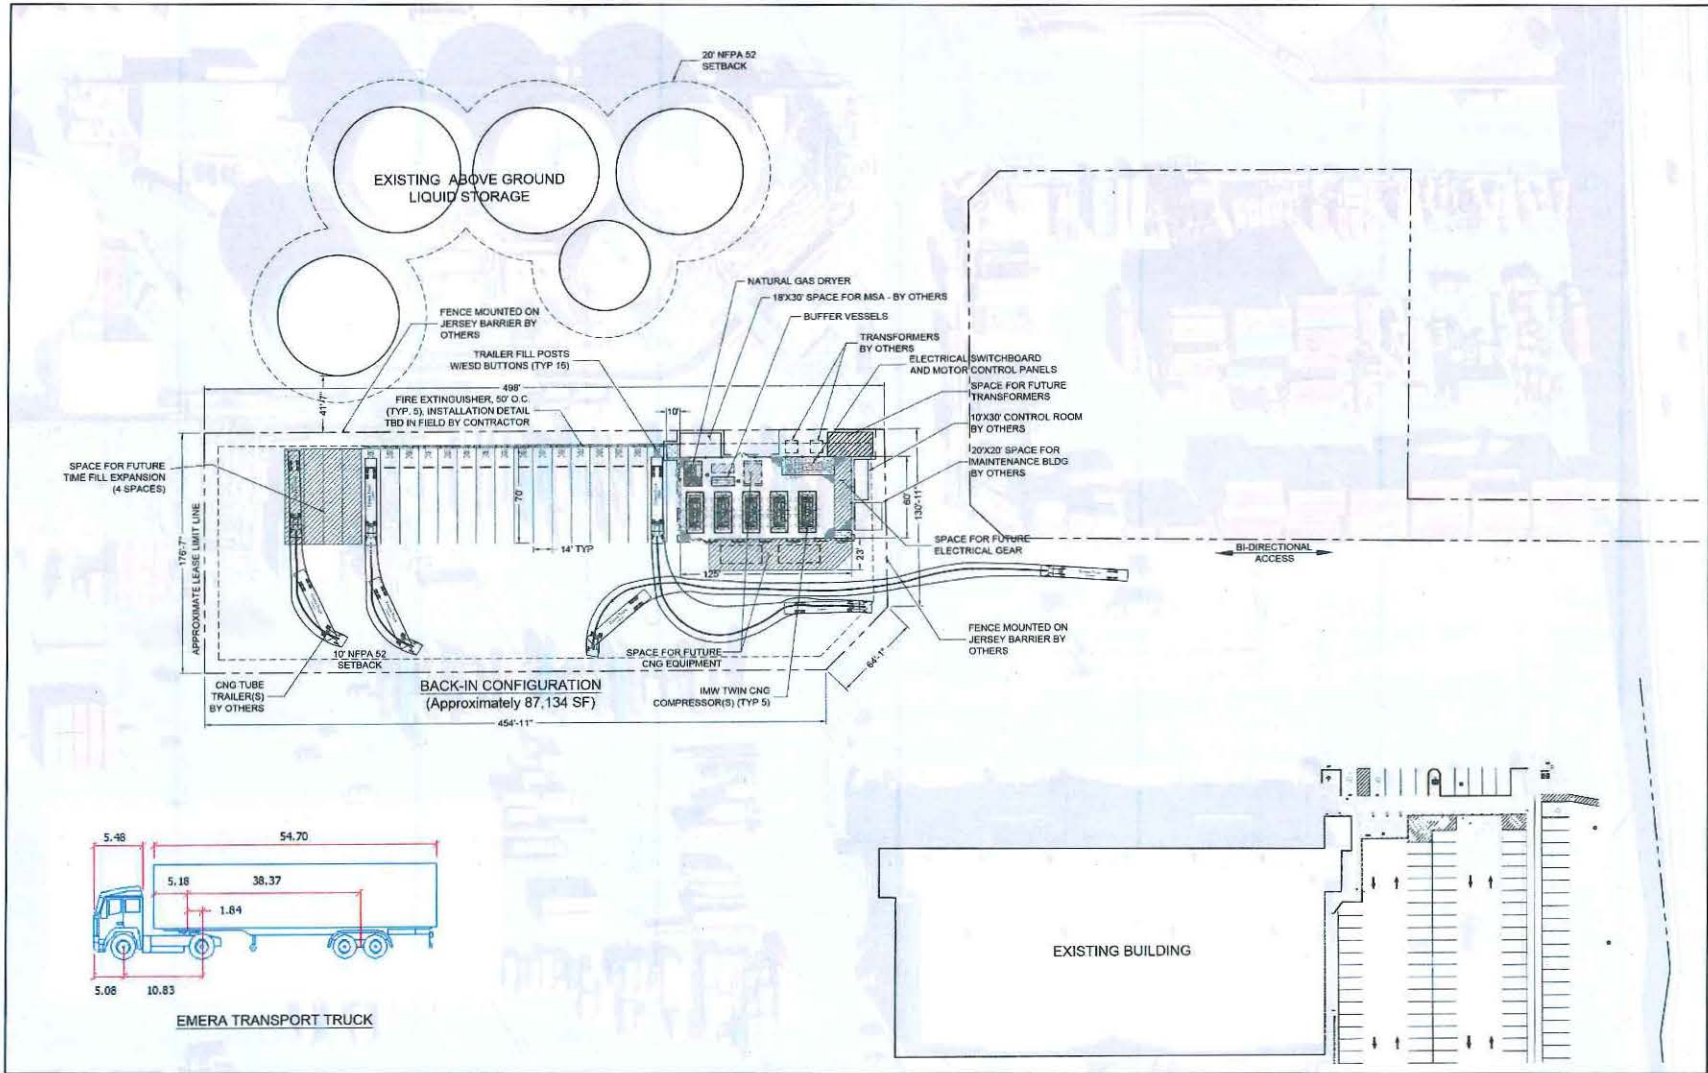 20' NFPA 52
SETBACK
EXISTING ABOVE GROUND
LIQUID STORAGE
NATURAL GAS DRYER
18'X30' SPACE FOR MSA - BY OTHERS
BUFFER VESSELS
FENCE MOUNTED ON
JERSEY BARRIER BY
OTHERS
TRANSFORMERS
BY OTHERS
TRAILER FILL POSTS
W/ESD BUTTONS (TYP 15)
ELECTRICAL SWITCHBOARD
AND MOTOR CONTROL PANELS
498'
SPACE FOR FUTURE
TRANSFORMERS
FIRE EXTINGUISHER, 50' O.C.
(TYP. 5), INSTALLATION DETAIL
TBD IN FIELD BY CONTRACTOR
10'
10'X30' CONTROL ROOM
BY OTHERS
20'X20' SPACE FOR
MAINTENANCE BLDG
BY OTHERS
SPACE FOR FUTURE
TIME FILL EXPANSION
(4 SPACES)
70'
60'
130'-11"
176'-7"
APPROXIMATE LEASE LIMIT LINE
14' TYP
SPACE FOR FUTURE
ELECTRICAL GEAR
23'
125'
BI-DIRECTIONAL
ACCESS
FENCE MOUNTED ON
JERSEY BARRIER BY
OTHERS
64'-1"
10' NFPA 52
SETBACK
SPACE FOR FUTURE
CNG EQUIPMENT
CNG TUBE
TRAILER(S)
BY OTHERS
BACK-IN CONFIGURATION
(Approximately 87,134 SF)
IMW TWIN CNG
COMPRESSOR(S) (TYP 5)
454'-11"
5.48
54.70
5.18
38.37
1.84
5.08
10.83
EMERA TRANSPORT TRUCK
EXISTING BUILDING